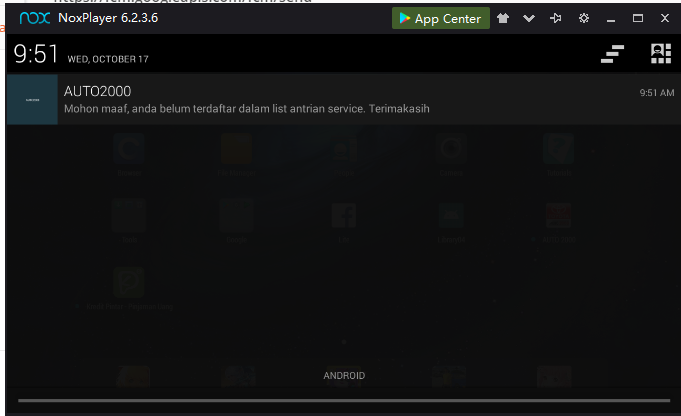 nox NoxPlayer 6.2.3.6 App Center
9:51 WED, OCTOBER 17
AUTO2000 9:51 AM
Mohon maaf, anda belum terdaftar dalam list antrian service. Terimakasih
ANDROID